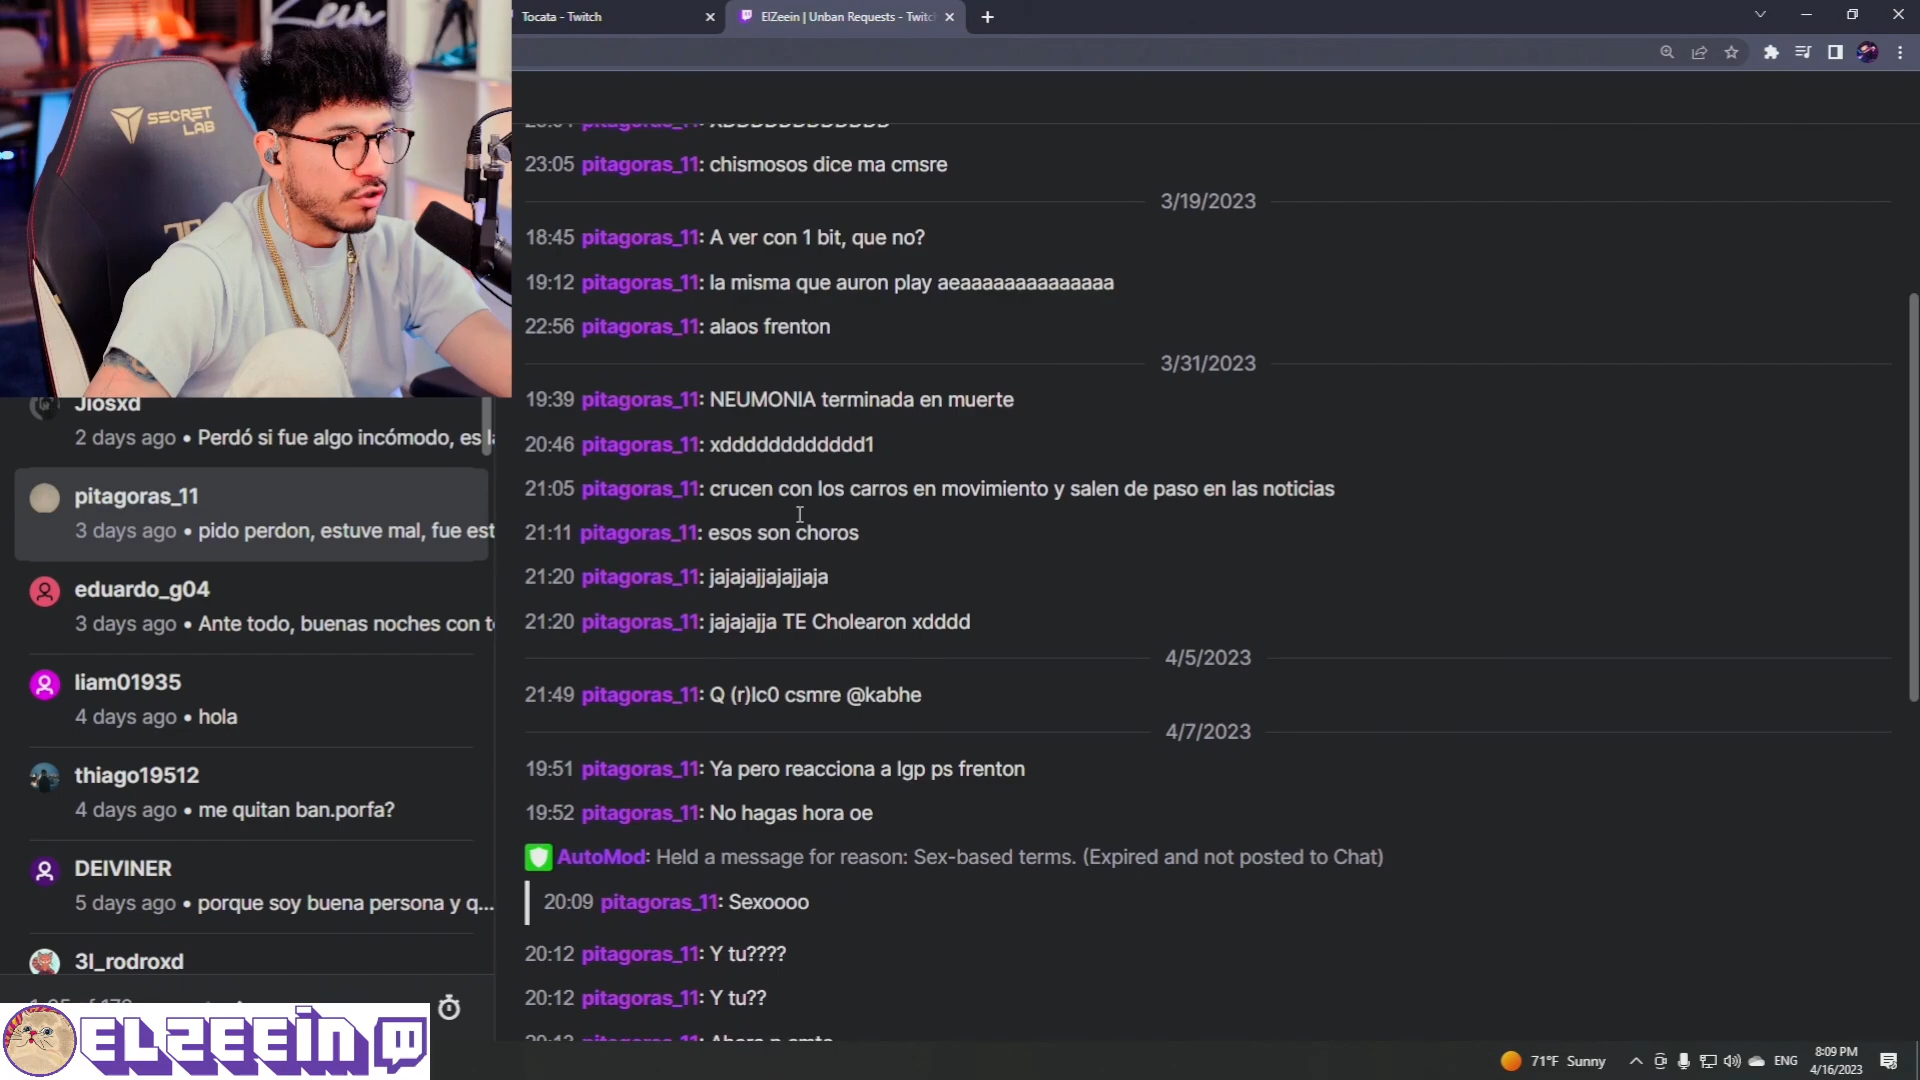 Tocata - Twitch
ElZeein | Unban Requests - Twitc
SECRET
LAB
23:05 pitagoras_11: chismosos dice ma cmsre
3/19/2023
18:45 pitagoras_11: A ver con 1 bit, que no?
19:12 pitagoras_11: la misma que auron play aeaaaaaaaaaaaaaa
22:56 pitagoras_11: alaos frenton
3/31/2023
19:39 pitagoras_11: NEUMONIA terminada en muerte
20:46 pitagoras_11: xdddddddddddd1
21:05 pitagoras_11: crucen con los carros en movimiento y salen de paso en las noticias
21:11 pitagoras_11: esos son choros
21:20 pitagoras_11: jajajajjajajjaja
21:20 pitagoras_11: jajajajja TE Cholearon xdddd
4/5/2023
21:49 pitagoras_11: Q (r)lc0 csmre @kabhe
4/7/2023
19:51 pitagoras_11: Ya pero reacciona a lgp ps frenton
19:52 pitagoras_11: No hagas hora oe
AutoMod: Held a message for reason: Sex-based terms. (Expired and not posted to Chat)
20:09 pitagoras_11: Sexoooo
20:12 pitagoras_11: Y tu????
20:12 pitagoras_11: Y tu??
Jiosxd
2 days ago • Perdó si fue algo incómodo, es la
pitagoras_11
3 days ago • pido perdon, estuve mal, fue est
eduardo_g04
3 days ago • Ante todo, buenas noches con t
liam01935
4 days ago • hola
thiago19512
4 days ago • me quitan ban.porfa?
DEIVINER
5 days ago • porque soy buena persona y q...
3l_rodroxd
ELZEEIN
71°F Sunny
ENG
8:09 PM
4/16/2023